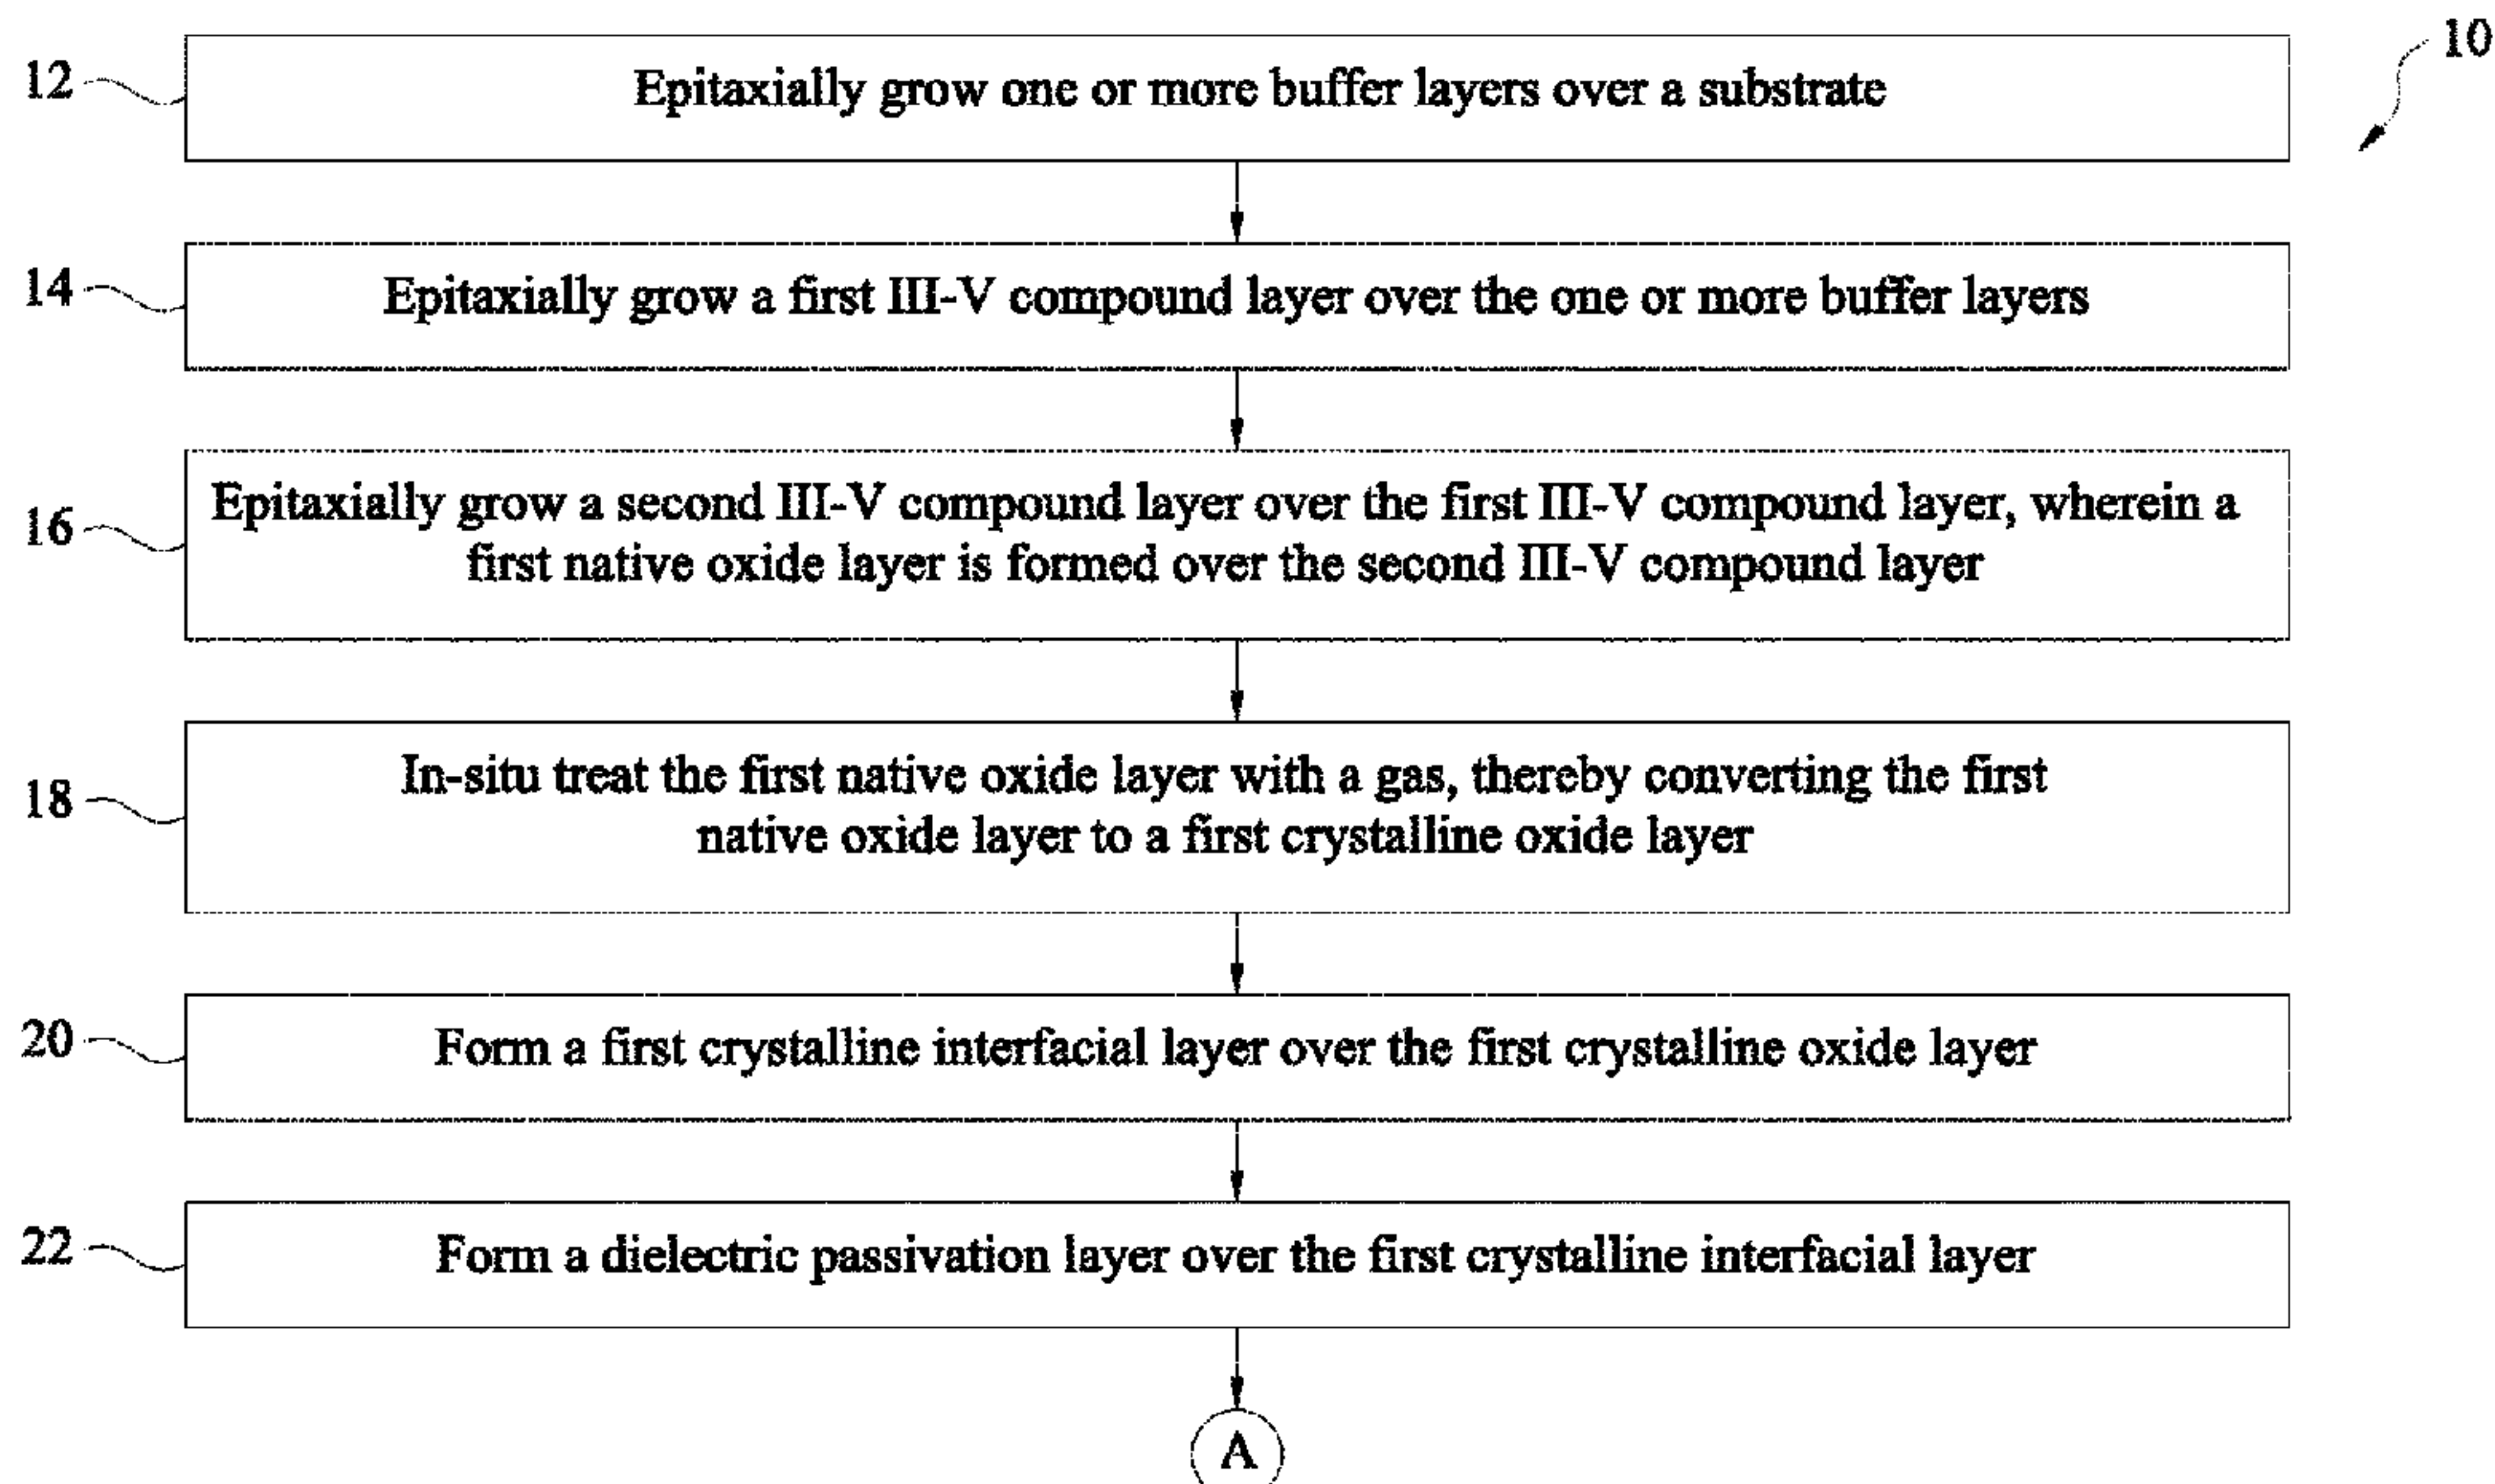 10
12
Epitaxially grow one or more buffer layers over a substrate
14
Epitaxially grow a first III-V compound layer over the one or more buffer layers
16
Epitaxially grow a second III-V compound layer over the first III-V compound layer, wherein a
first native oxide layer is formed over the second III-V compound layer
18
In-situ treat the first native oxide layer with a gas, thereby converting the first
native oxide layer to a first crystalline oxide layer
20
Form a first crystalline interfacial layer over the first crystalline oxide layer
22
Form a dielectric passivation layer over the first crystalline interfacial layer
A